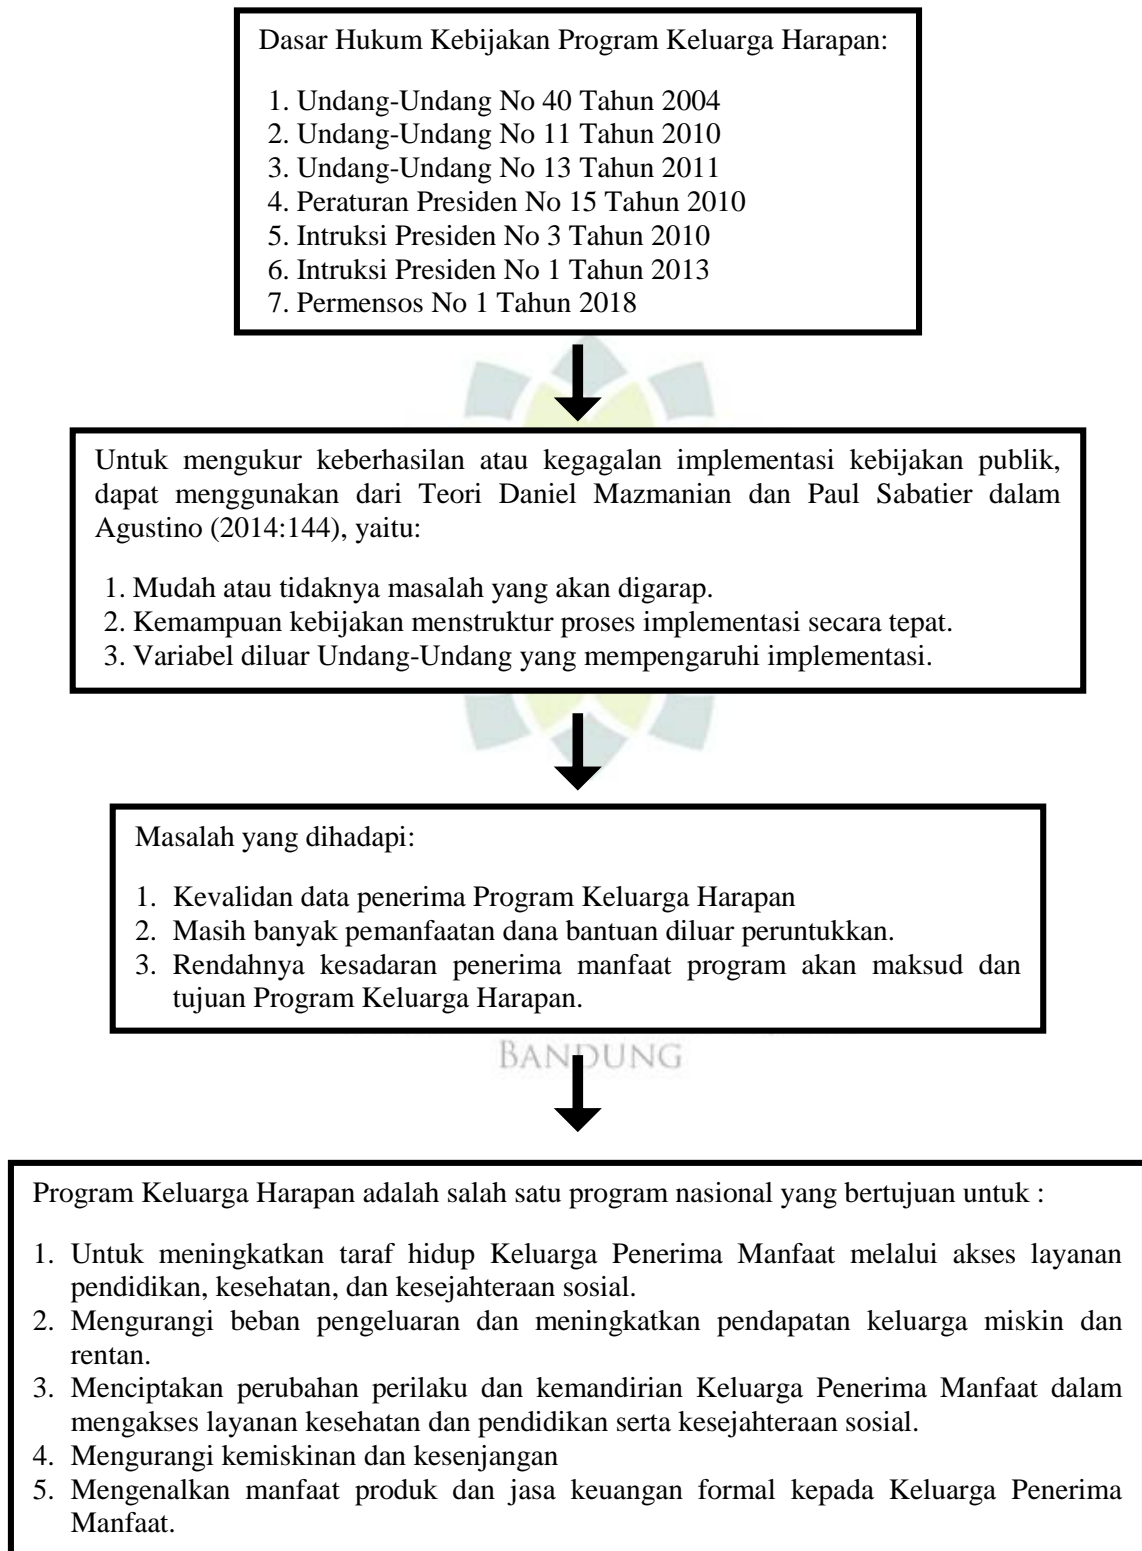 Dasar Hukum Kebijakan Program Keluarga Harapan:
1. Undang-Undang No 40 Tahun 2004
2. Undang-Undang No 11 Tahun 2010
3. Undang-Undang No 13 Tahun 2011
4. Peraturan Presiden No 15 Tahun 2010
5. Intruksi Presiden No 3 Tahun 2010
6. Intruksi Presiden No 1 Tahun 2013
7. Permensos No 1 Tahun 2018
Untuk mengukur keberhasilan atau kegagalan implementasi kebijakan publik,
dapat menggunakan dari Teori Daniel Mazmanian dan Paul Sabatier dalam
Agustino (2014:144), yaitu:
1. Mudah atau tidaknya masalah yang akan digarap.
2. Kemampuan kebijakan menstruktur proses implementasi secara tepat.
3. Variabel diluar Undang-Undang yang mempengaruhi implementasi.
Masalah yang dihadapi:
1. Kevalidan data penerima Program Keluarga Harapan
2. Masih banyak pemanfaatan dana bantuan diluar peruntukkan.
3. Rendahnya kesadaran penerima manfaat program akan maksud dan
tujuan Program Keluarga Harapan.
BANDUNG
Program Keluarga Harapan adalah salah satu program nasional yang bertujuan untuk :
1. Untuk meningkatkan taraf hidup Keluarga Penerima Manfaat melalui akses layanan
pendidikan, kesehatan, dan kesejahteraan sosial.
2. Mengurangi beban pengeluaran dan meningkatkan pendapatan keluarga miskin dan
rentan.
3. Menciptakan perubahan perilaku dan kemandirian Keluarga Penerima Manfaat dalam
mengakses layanan kesehatan dan pendidikan serta kesejahteraan sosial.
4. Mengurangi kemiskinan dan kesenjangan
5. Mengenalkan manfaat produk dan jasa keuangan formal kepada Keluarga Penerima
Manfaat.